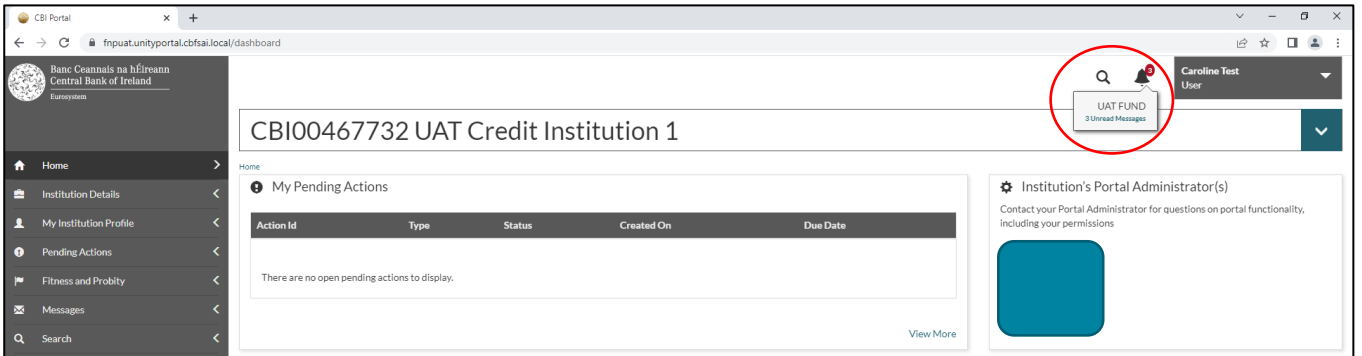 CBI Portal
fnpuat.unityportal.cbfsai.local/dashboard
Banc Ceannais na hÉireann
Central Bank of Ireland
Eurosystem
3
Caroline Test
User
UAT FUND
3 Unread Messages
CBI00467732 UAT Credit Institution 1
Home
Institution Details
My Institution Profile
Pending Actions
Fitness and Probity
Messages
Search
Home
My Pending Actions
Action Id Type Status Created On Due Date
There are no open pending actions to display.
View More
Institution's Portal Administrator(s)
Contact your Portal Administrator for questions on portal functionality,
including your permissions